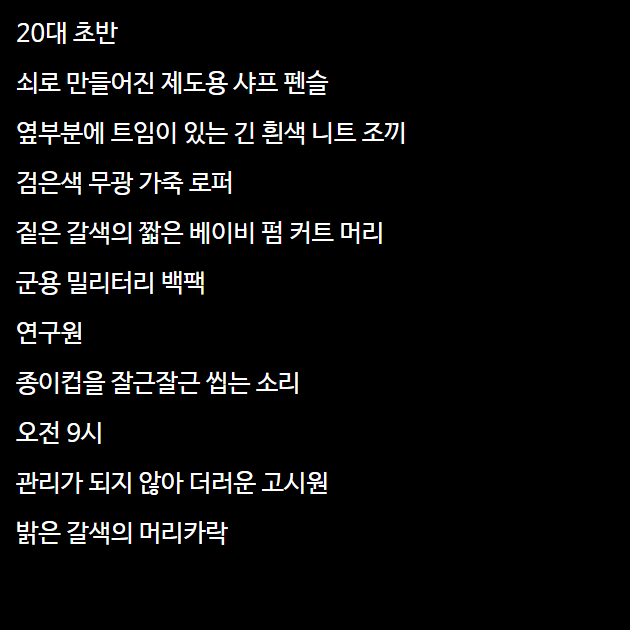 20대 초반
쇠로 만들어진 제도용 샤프 펜슬
옆부분에 트임이 있는 긴 흰색 니트 조끼
검은색 무광 가죽 로퍼
짙은 갈색의 짧은 베이비 펌 커트 머리
군용 밀리터리 백팩
연구원
종이컵을 잘근잘근 씹는 소리
오전 9시
관리가 되지 않아 더러운 고시원
밝은 갈색의 머리카락